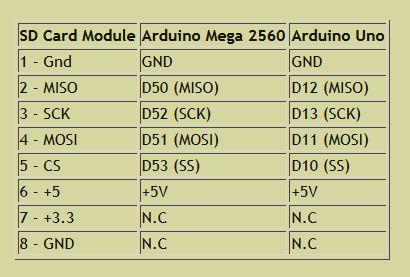 SD Card Module Arduino Mega 2560 Arduino Uno
1 - Gnd GND GND
2 - MISO D50 (MISO) D12 (MISO)
3 - SCK D52 (SCK) D13 (SCK)
4 - MOSI D51 (MOSI) D11 (MOSI)
5 - CS D53 (SS) D10 (SS)
6 - +5 +5V +5V
7 - +3.3 N.C N.C
8 - GND N.C N.C